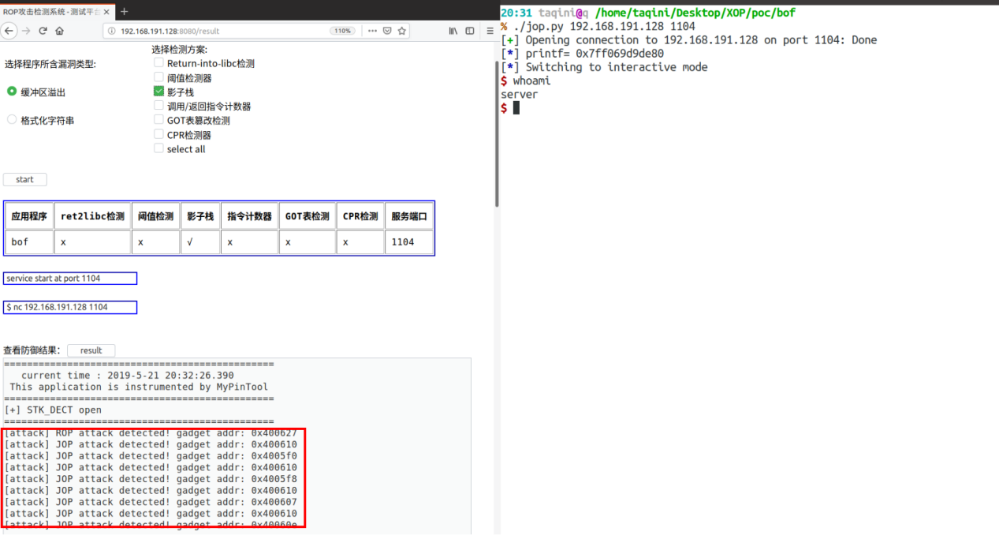 ROP攻击检测系统 - 测试平台
192.168.191.128:8080/result
110%
选择检测方案:
选择程序所含漏洞类型:
Return-into-libc检测
阈值检测器
缓冲区溢出
影子栈
调用/返回指令计数器
格式化字符串
GOT表篡改检测
CPR检测器
select all
start
应用程序 ret2libc检测 阈值检测 影子栈 指令计数器 GOT表检测 CPR检测 服务端口
bof x x √ x x x 1104
service start at port 1104
$ nc 192.168.191.128 1104
查看防御结果： result
===============================================
current time : 2019-5-21 20:32:26.390
This application is instrumented by MyPinTool
===============================================
[+] STK_DECT open
===============================================
[attack] ROP attack detected! gadget addr: 0x400627
[attack] JOP attack detected! gadget addr: 0x400610
[attack] JOP attack detected! gadget addr: 0x4005f0
[attack] JOP attack detected! gadget addr: 0x400610
[attack] JOP attack detected! gadget addr: 0x4005f8
[attack] JOP attack detected! gadget addr: 0x400610
[attack] JOP attack detected! gadget addr: 0x400607
[attack] JOP attack detected! gadget addr: 0x400610
[attack] JOP attack detected! gadget addr: 0x40060e
20:31 taqini@q /home/taqini/Desktop/XOP/poc/bof
% ./jop.py 192.168.191.128 1104
[+] Opening connection to 192.168.191.128 on port 1104: Done
[*] printf= 0x7ff069d9de80
[*] Switching to interactive mode
$ whoami
server
$